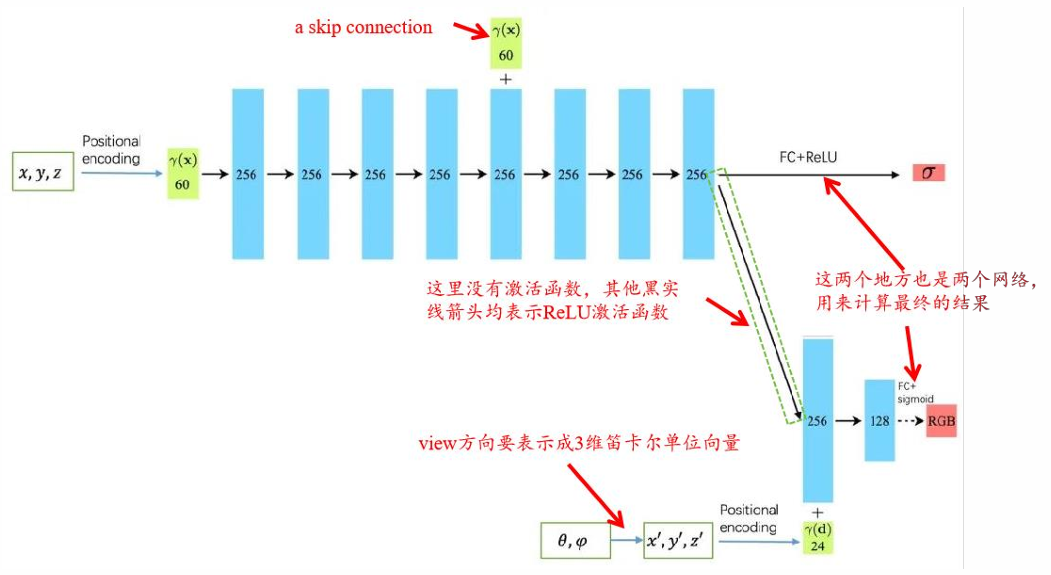 a skip connection
γ(x)
60
+
Positional
encoding
x, y, z
γ(x)
60
256
256
256
256
256
256
256
256
FC+ReLU
σ
这里没有激活函数，其他黑实
线箭头均表示ReLU激活函数
这两个地方也是两个网络，
用来计算最终的结果
FC+
sigmoid
256
128
RGB
view方向要表示成3维笛卡尔单位向量
+
Positional
encoding
θ, φ
x′, y′, z′
γ(d)
24